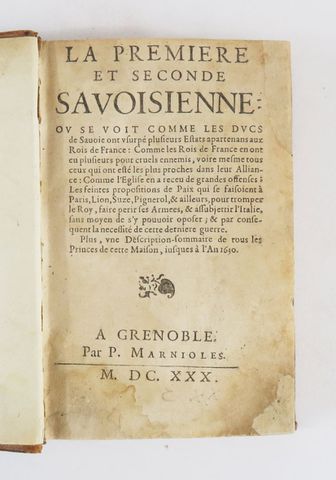 LA PREMIERE
ET SECONDE
SAVOISIENNE:
OV SE VOIT COMME LES DVCS
de Sauoie ont vsurpé plusieurs Estats apartenans aux
Rois de France: Comme les Rois de France en ont
eu plusieurs pour cruels ennemis, voire mesme tous
ceux qui ont esté les plus proches dans leur Allian-
ce: Comme l'Eglise en a receu de grandes offenses:
Les feintes propositions de Paix qui se faisoient à
Paris, Lion, Suze, Pignerol, & ailleurs, pour tromper
le Roy, faire perir ses Armees, & assubjettir l'Italie,
sans moyen de s'y pouuoir oposer; & par conse-
quent la necessité de cette derniere guerre.
Plus, vne Déscription-sommaire de tous les
Princes de cette Maison, iusques à l'An 1630.
A GRENOBLE.
Par P. MARNIOLES.
M. DC. XXX.